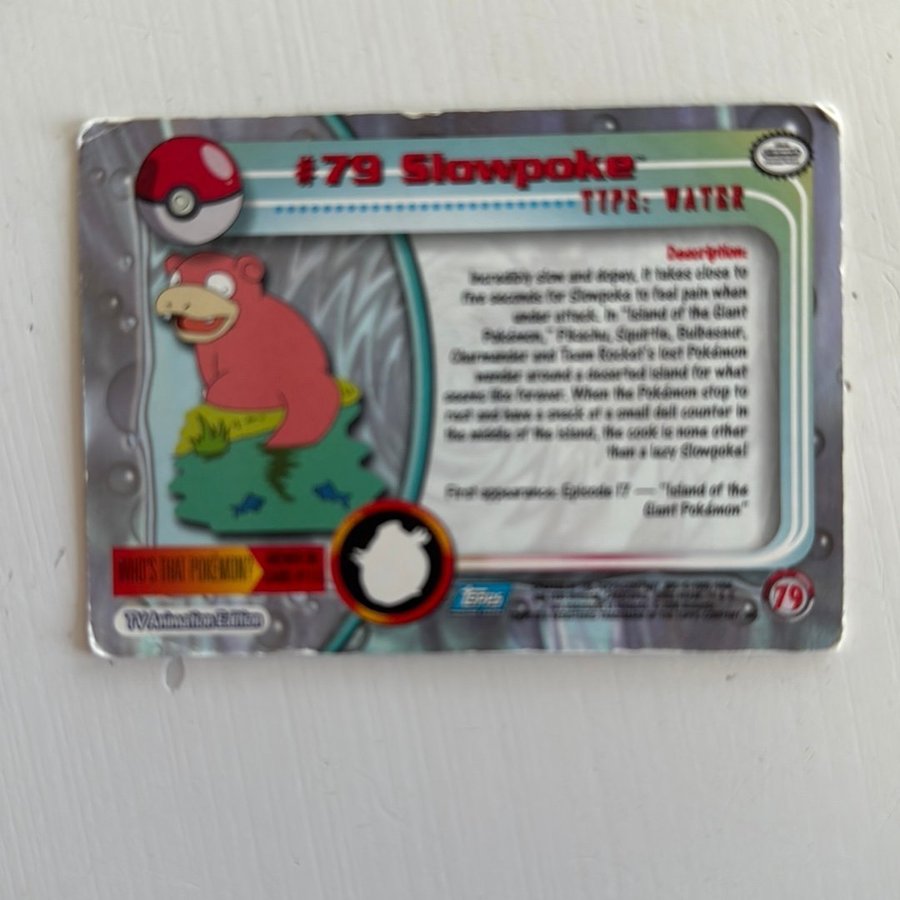 #79 Slowpoke™
TYPE: WATER
Description:
Incredibly slow and dopey, it takes close to
five seconds for Slowpoke to feel pain when
under attack. In "Island of the Giant
Pokémon," Pikachu, Squirtle, Bulbasaur,
Charmander and Team Rocket's lost Pokémon
wander around a deserted island for what
seems like forever. When the Pokémon stop to
rest and have a snack at a small deli counter in
the middle of the island, the cook is none other
than a lazy Slowpoke!
First appearance: Episode 17 — "Island of the
Giant Pokémon"
WHO'S THAT POKÉMON?
TV Animation Edition
Topps
79